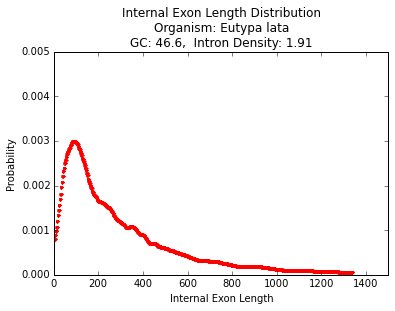 Internal Exon Length Distribution
Organism: Eutypa lata
GC: 46.6,  Intron Density: 1.91
0.005
0.004
0.003
0.002
0.001
0.000
Probability
0 200 400 600 800 1000 1200 1400
Internal Exon Length